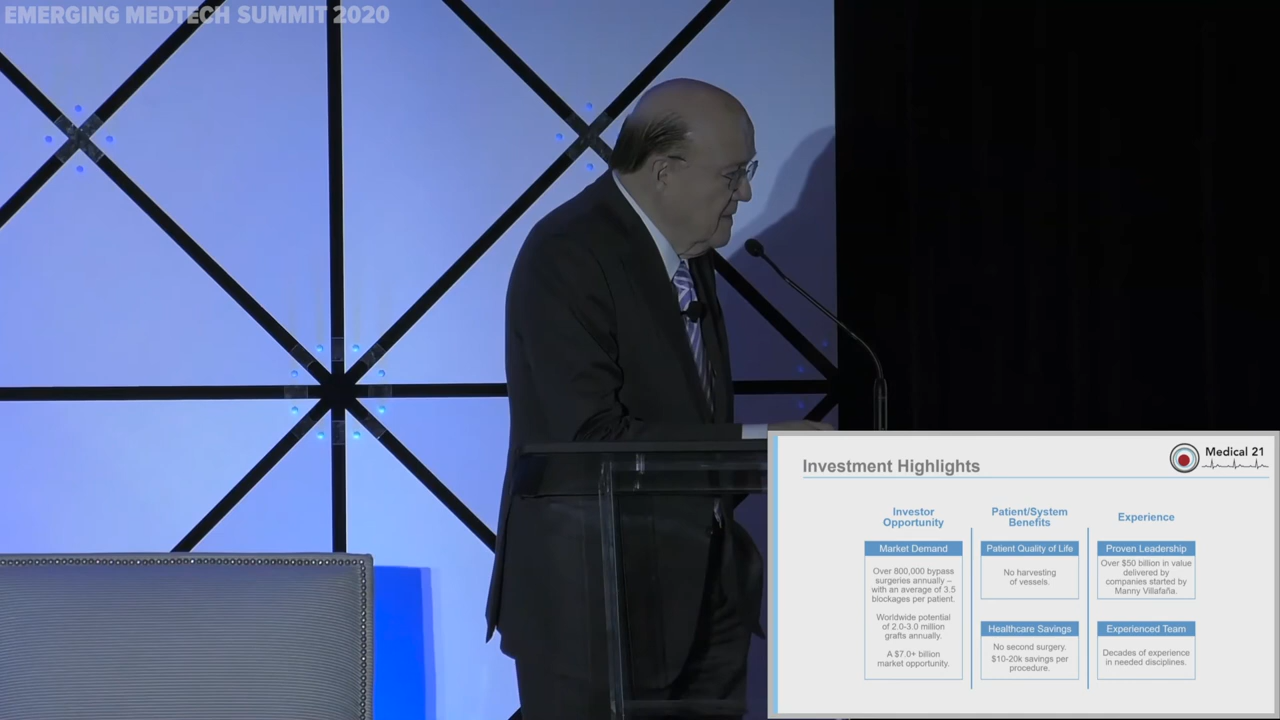 EMERGING MEDTECH SUMMIT 2020
Investment Highlights
Medical 21
Investor
Opportunity
Market Demand
Over 800,000 bypass
surgeries annually –
with an average of 3.5
blockages per patient.
Worldwide potential
of 2.0-3.0 million
grafts annually.
A $7.0+ billion
market opportunity.
Patient/System
Benefits
Patient Quality of Life
No harvesting
of vessels.
Healthcare Savings
No second surgery.
$10-20k savings per
procedure.
Experience
Proven Leadership
Over $50 billion in value
delivered by
companies started by
Manny Villafaña.
Experienced Team
Decades of experience
in needed disciplines.